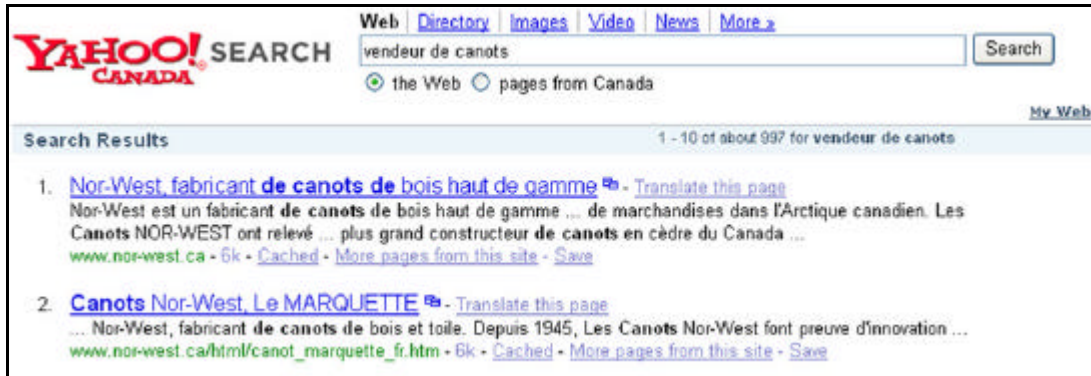 Web | Directory | Images | Video | News | More »
YAHOO! SEARCH
CANADA
vendeur de canots
Search
the Web pages from Canada
My Web
Search Results
1 - 10 of about 997 for vendeur de canots
1. Nor-West, fabricant de canots de bois haut de gamme - Translate this page
Nor-West est un fabricant de canots de bois haut de gamme ... de marchandises dans l'Arctique canadien. Les
Canots NOR-WEST ont relevé ... plus grand constructeur de canots en cèdre du Canada ...
www.nor-west.ca - 6k - Cached - More pages from this site - Save
2. Canots Nor-West, Le MARQUETTE - Translate this page
... Nor-West, fabricant de canots de bois et toile. Depuis 1945, Les Canots Nor-West font preuve d'innovation ...
www.nor-west.ca/html/canot_marquette_fr.htm - 6k - Cached - More pages from this site - Save